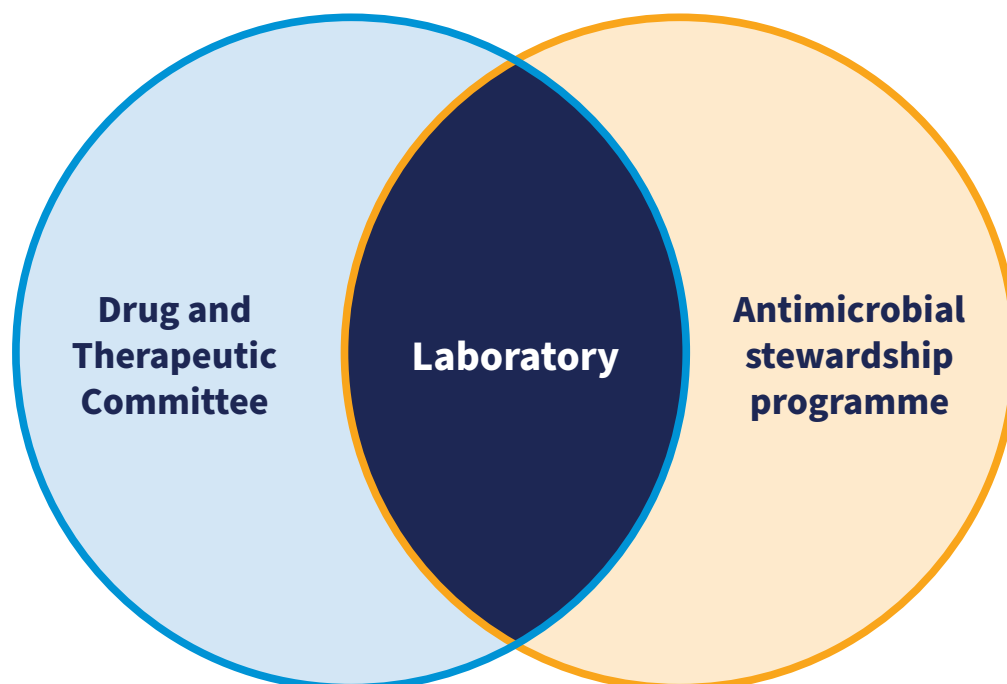 Drug and
Therapeutic
Committee
Laboratory
Antimicrobial
stewardship
programme